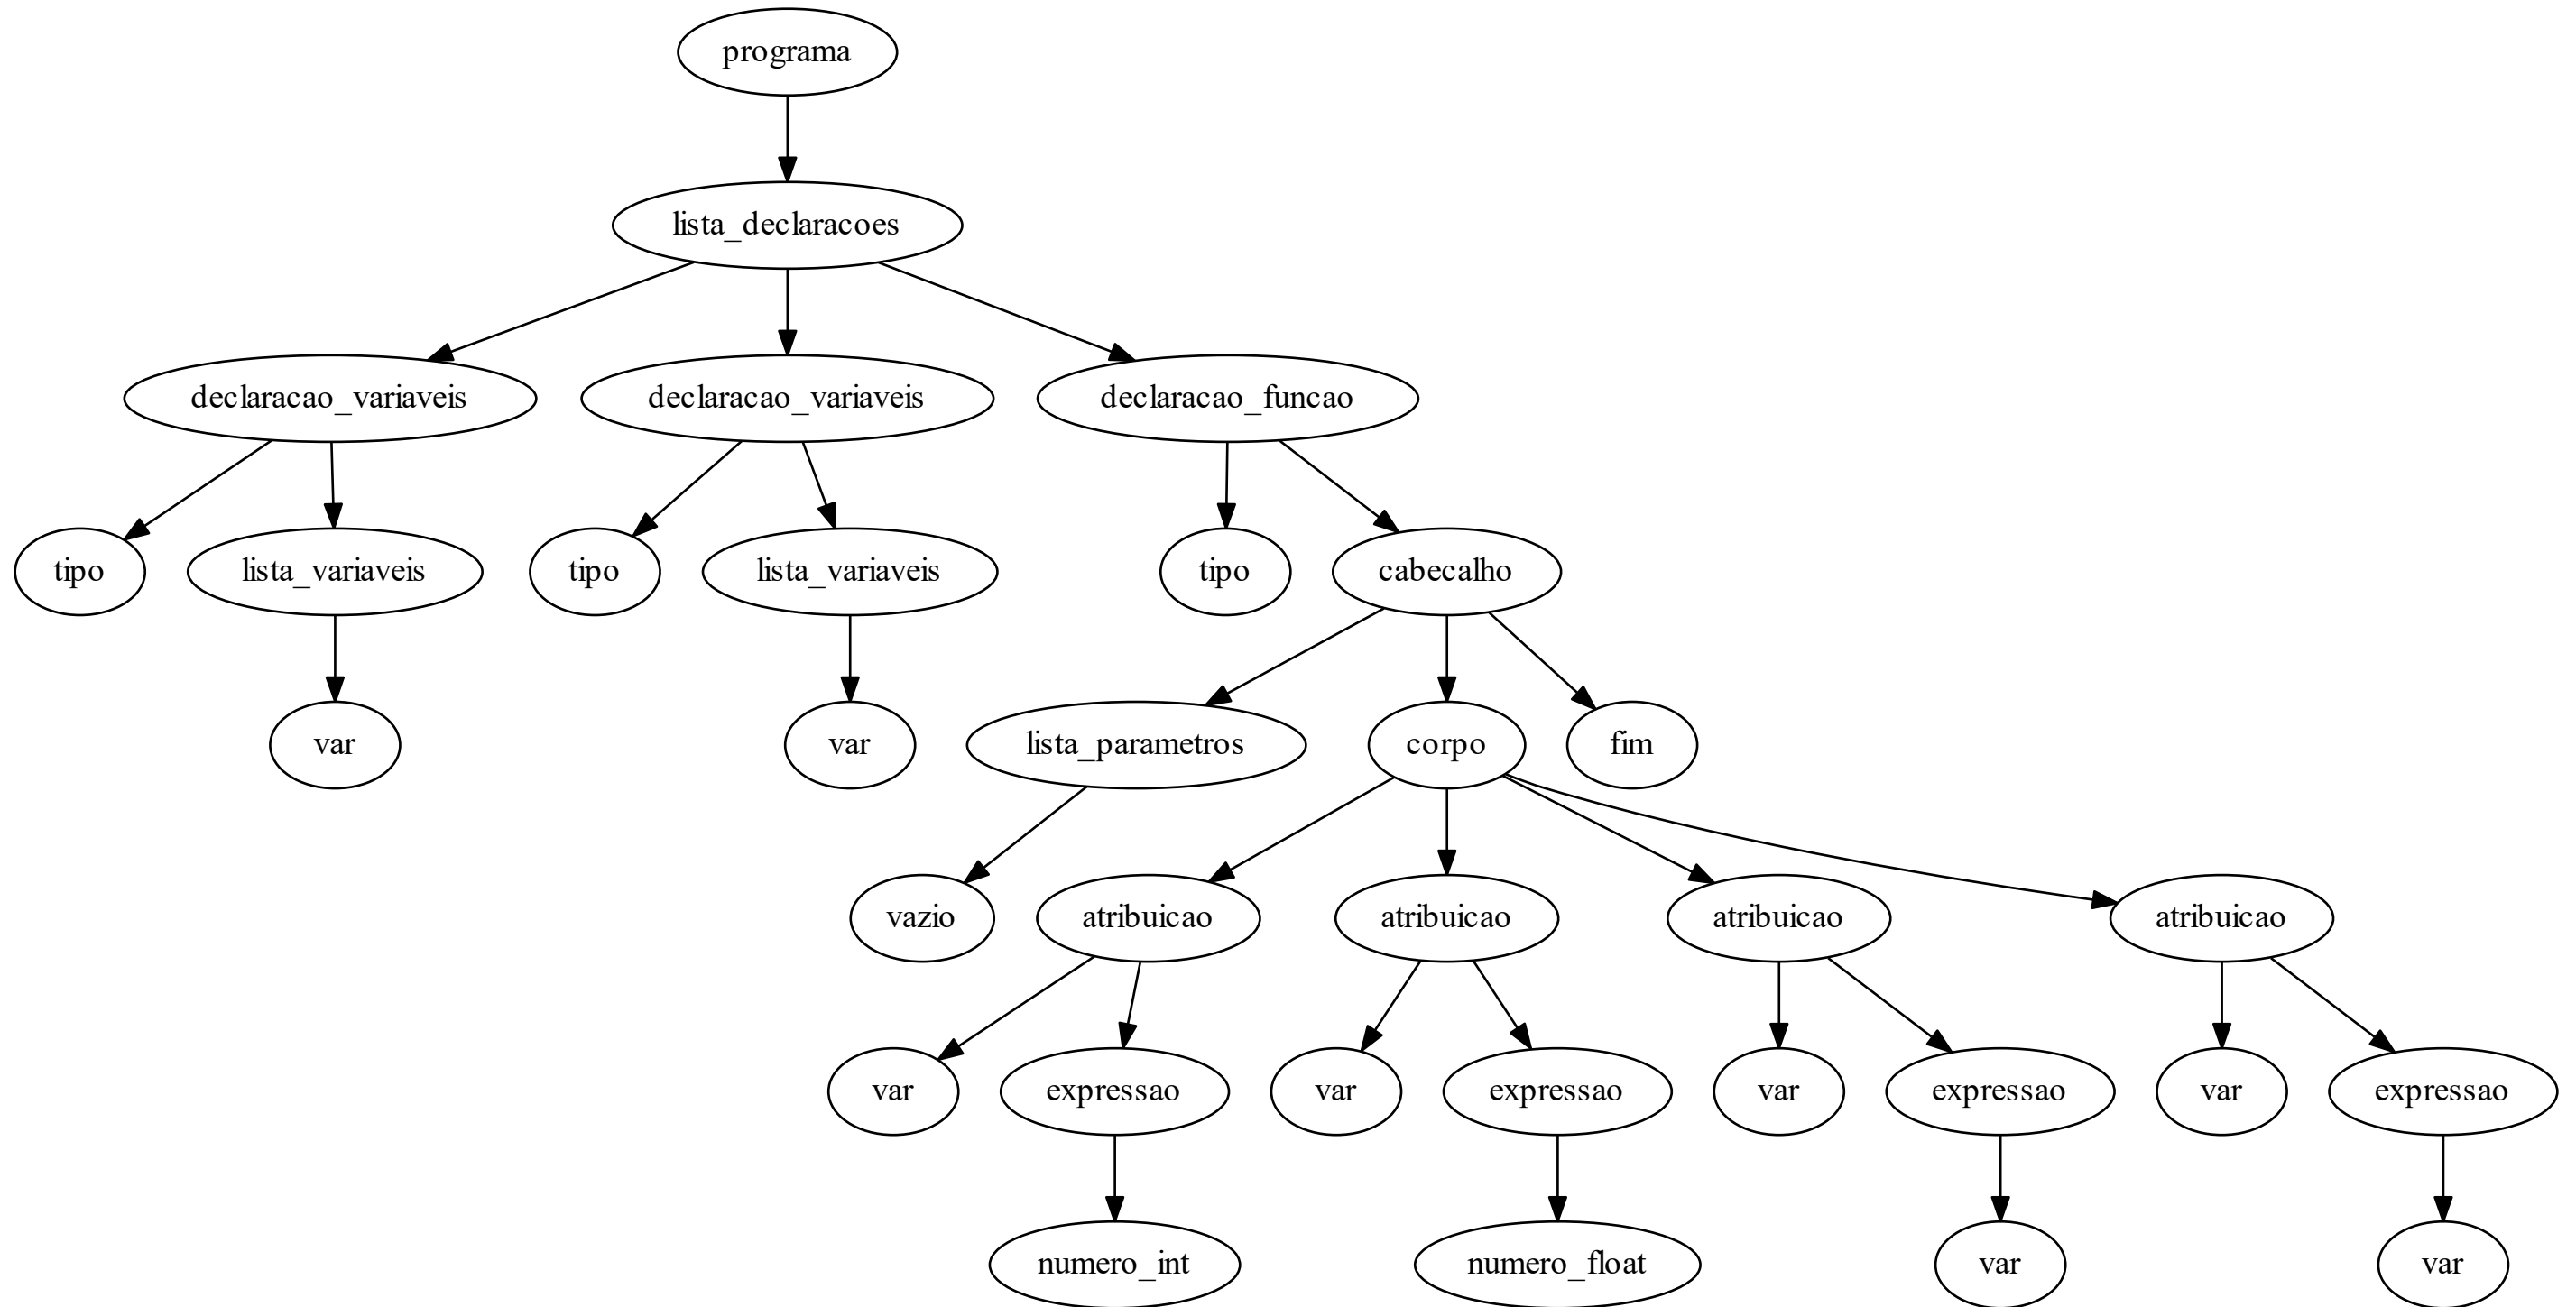 programa
lista_declaracoes
declaracao_variaveis
declaracao_variaveis
declaracao_funcao
tipo
lista_variaveis
tipo
lista_variaveis
tipo
cabecalho
var
var
lista_parametros
corpo
fim
vazio
atribuicao
atribuicao
atribuicao
atribuicao
var
expressao
var
expressao
var
expressao
var
expressao
numero_int
numero_float
var
var